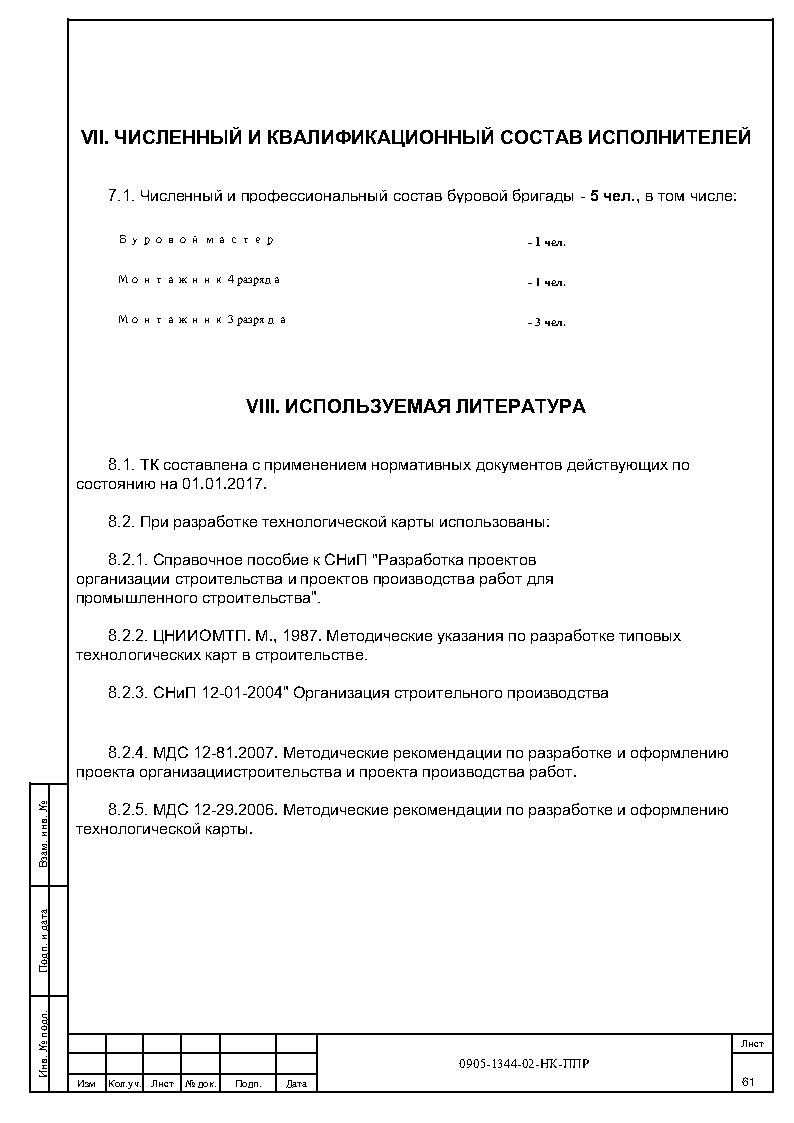 VII. ЧИСЛЕННЫЙ И КВАЛИФИКАЦИОННЫЙ СОСТАВ ИСПОЛНИТЕЛЕЙ
7.1. Численный и профессиональный состав буровой бригады - 5 чел., в том числе:
Буровой мастер - 1 чел.
Монтажник 4 разряда - 1 чел.
Монтажник 3 разряда - 3 чел.
VIII. ИСПОЛЬЗУЕМАЯ ЛИТЕРАТУРА
8.1. ТК составлена с применением нормативных документов действующих по
состоянию на 01.01.2017.
8.2. При разработке технологической карты использованы:
8.2.1. Справочное пособие к СНиП "Разработка проектов
организации строительства и проектов производства работ для
промышленного строительства".
8.2.2. ЦНИИОМТП. М., 1987. Методические указания по разработке типовых
технологических карт в строительстве.
8.2.3. СНиП 12-01-2004" Организация строительного производства
8.2.4. МДС 12-81.2007. Методические рекомендации по разработке и оформлению
проекта организациистроительства и проекта производства работ.
8.2.5. МДС 12-29.2006. Методические рекомендации по разработке и оформлению
технологической карты.
Взам. инв. №
Подп. и дата
Инв. № подл.
Изм Кол.уч. Лист № док. Подп. Дата
0905-1344-02-НК-ППР
Лист
61